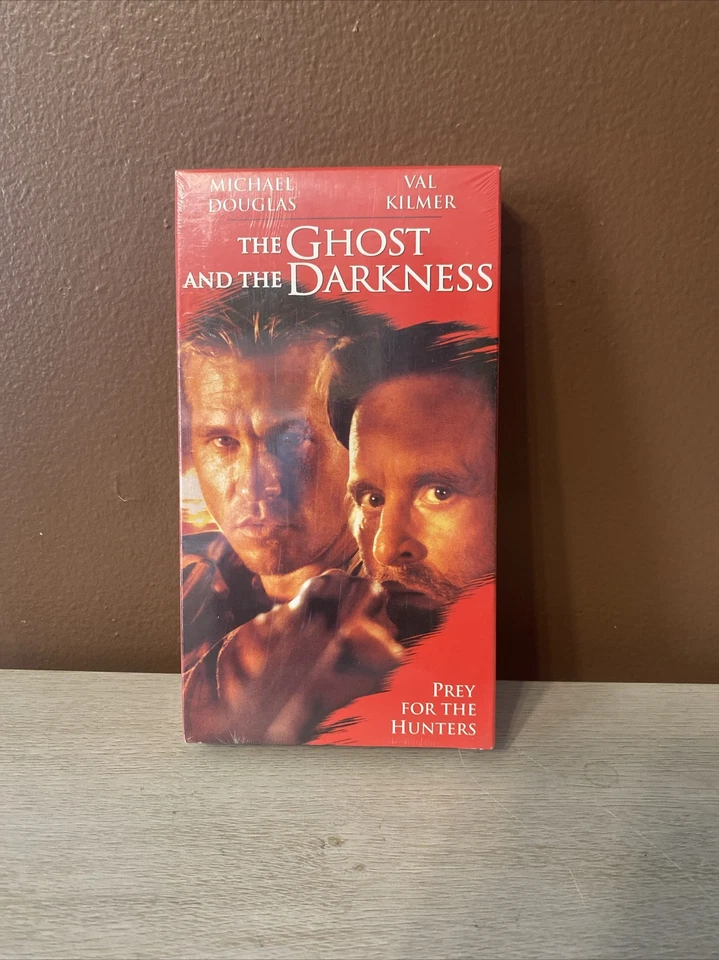 MICHAEL
DOUGLAS
VAL
KILMER
THE GHOST
AND THE DARKNESS
PREY
FOR THE
HUNTERS